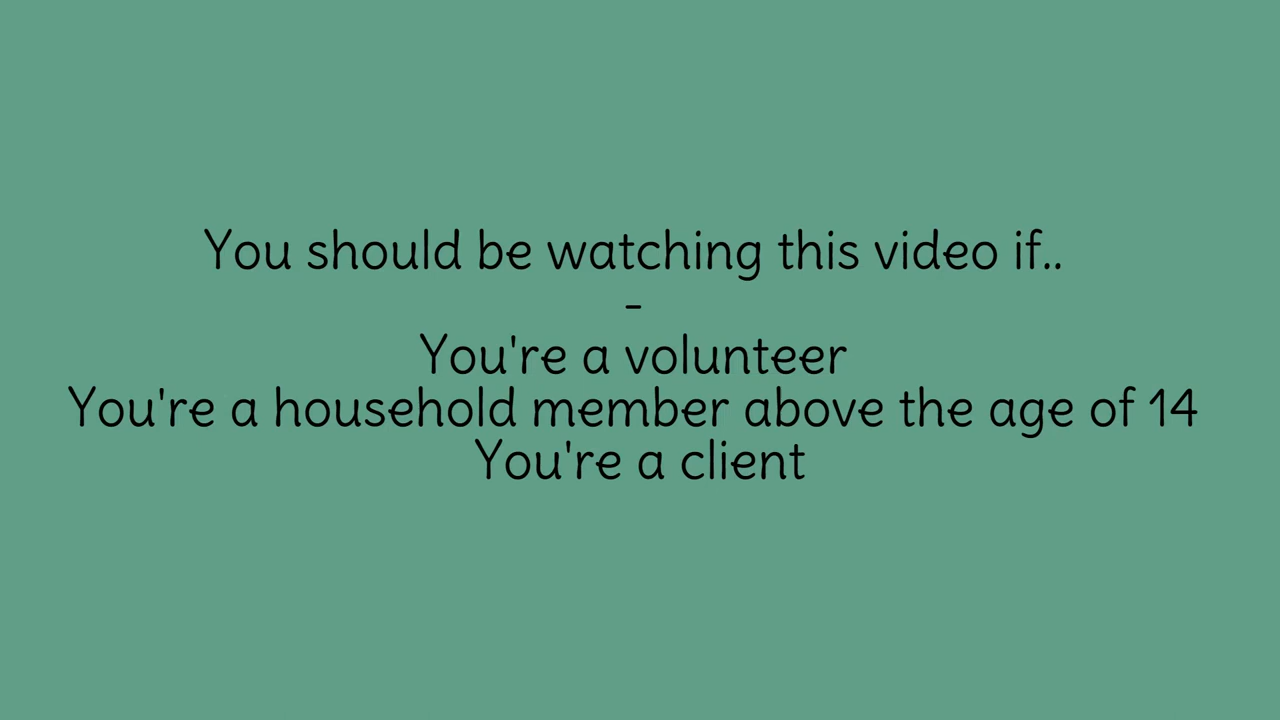 You should be watching this video if..
-
You're a volunteer
You're a household member above the age of 14
You're a client